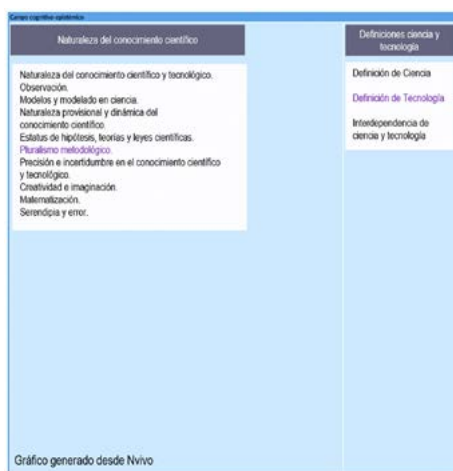 Campo cognitivo epistémico
Naturaleza del conocimiento científico
Naturaleza del conocimiento científico y tecnológico.
Observación.
Modelos y modelado en ciencia.
Naturaleza provisional y dinámica del
conocimiento científico.
Estatus de hipótesis, teorías y leyes científicas.
Pluralismo metodológico.
Precisión e incertidumbre en el conocimiento científico
y tecnológico.
Creatividad e imaginación.
Matematización.
Serendipia y error.
Definiciones ciencia y
tecnología
Definición de Ciencia
Definición de Tecnología
Interdependencia de
ciencia y tecnología
Gráfico generado desde Nvivo